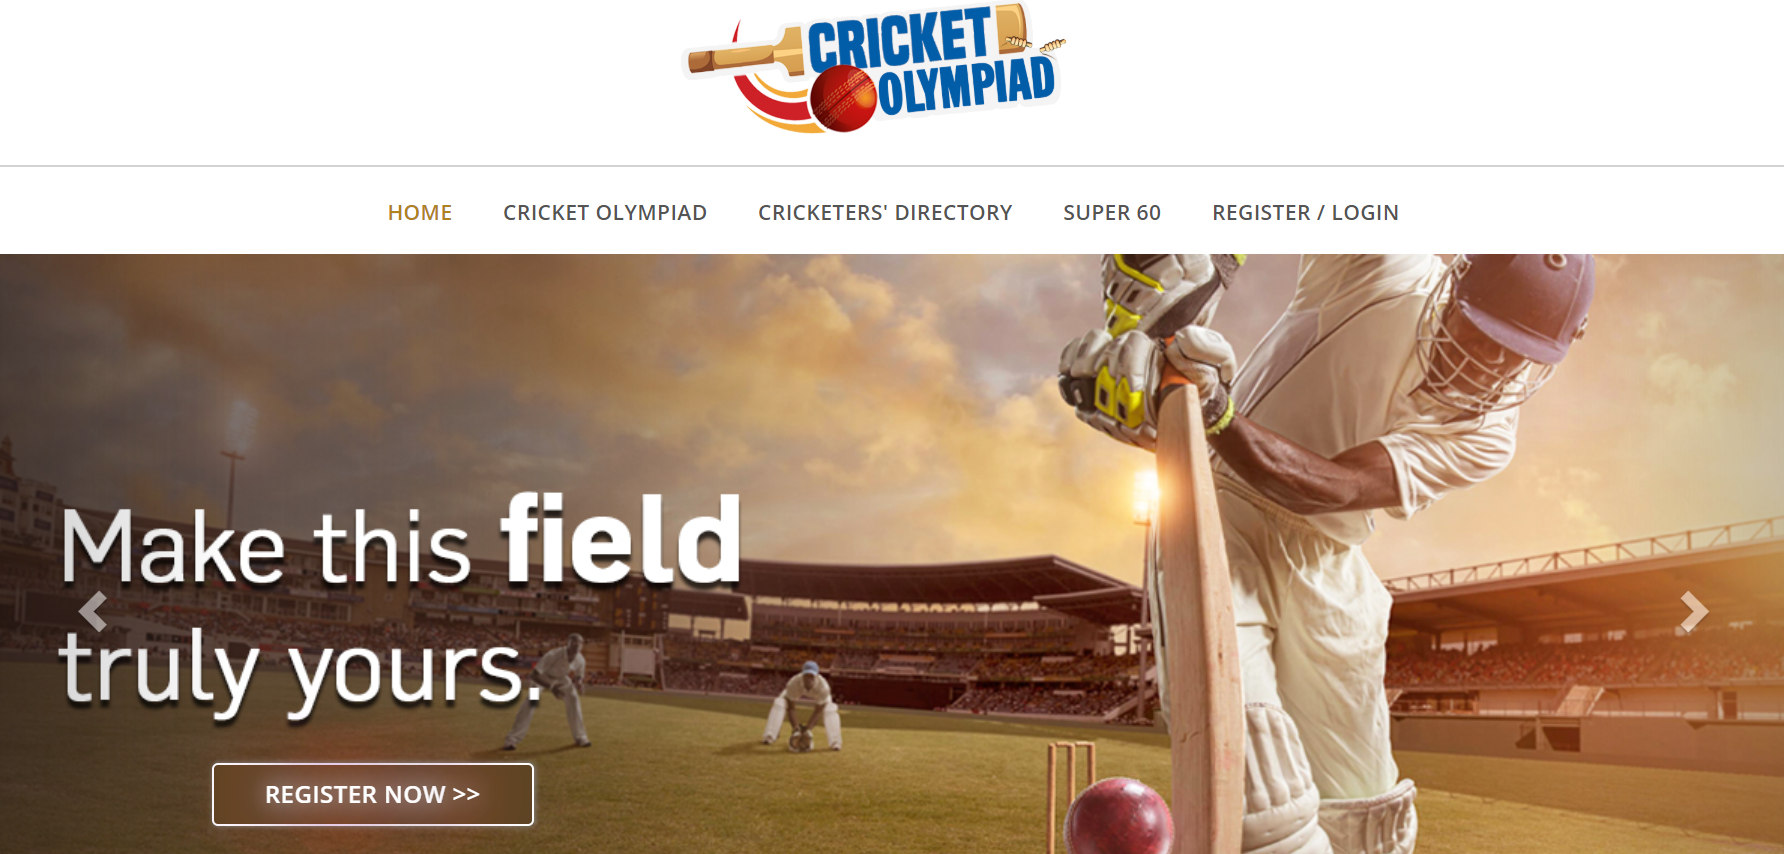 CRICKET
OLYMPIAD
HOME CRICKET OLYMPIAD CRICKETERS' DIRECTORY SUPER 60 REGISTER / LOGIN
Make this field
truly yours.
REGISTER NOW >>